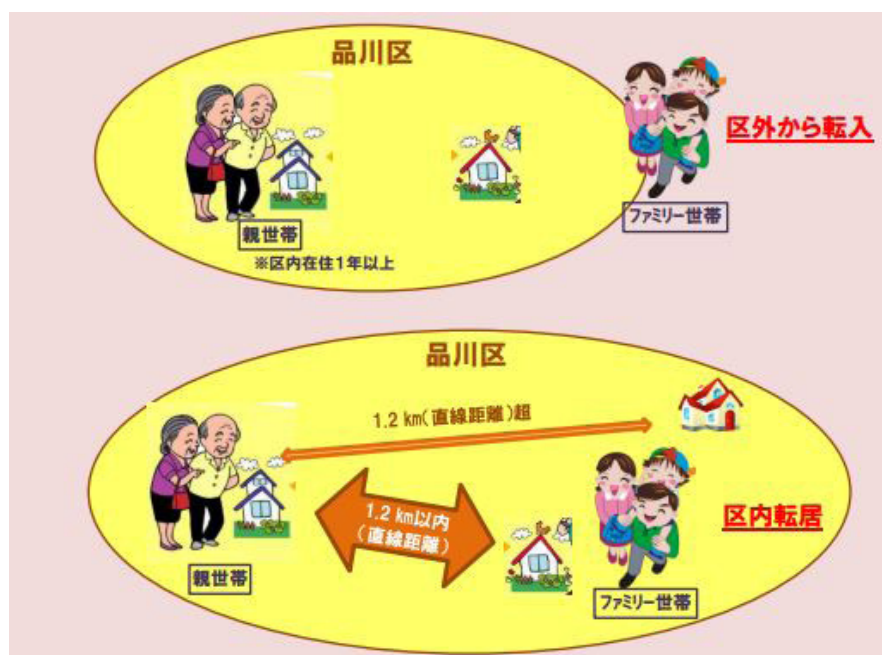 品川区
区外から転入
親世帯
ファミリー世帯
※区内在住1年以上
品川区
1.2 km(直線距離)超
1.2 km以内
(直線距離)
区内転居
親世帯
ファミリー世帯